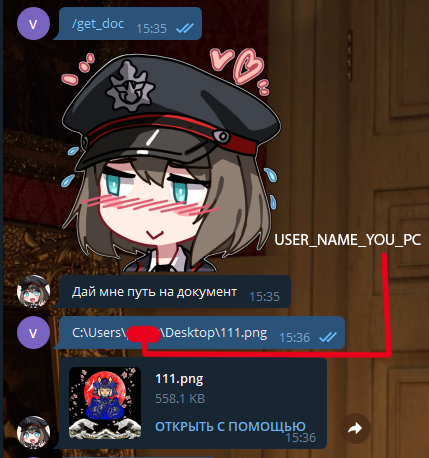 V
/get_doc 15:35
USER_NAME_YOU_PC
Дай мне путь на документ 15:35
V
C:\Users\ \Desktop\111.png 15:36
111.png
558.1 KB
ОТКРЫТЬ С ПОМОЩЬЮ
15:36